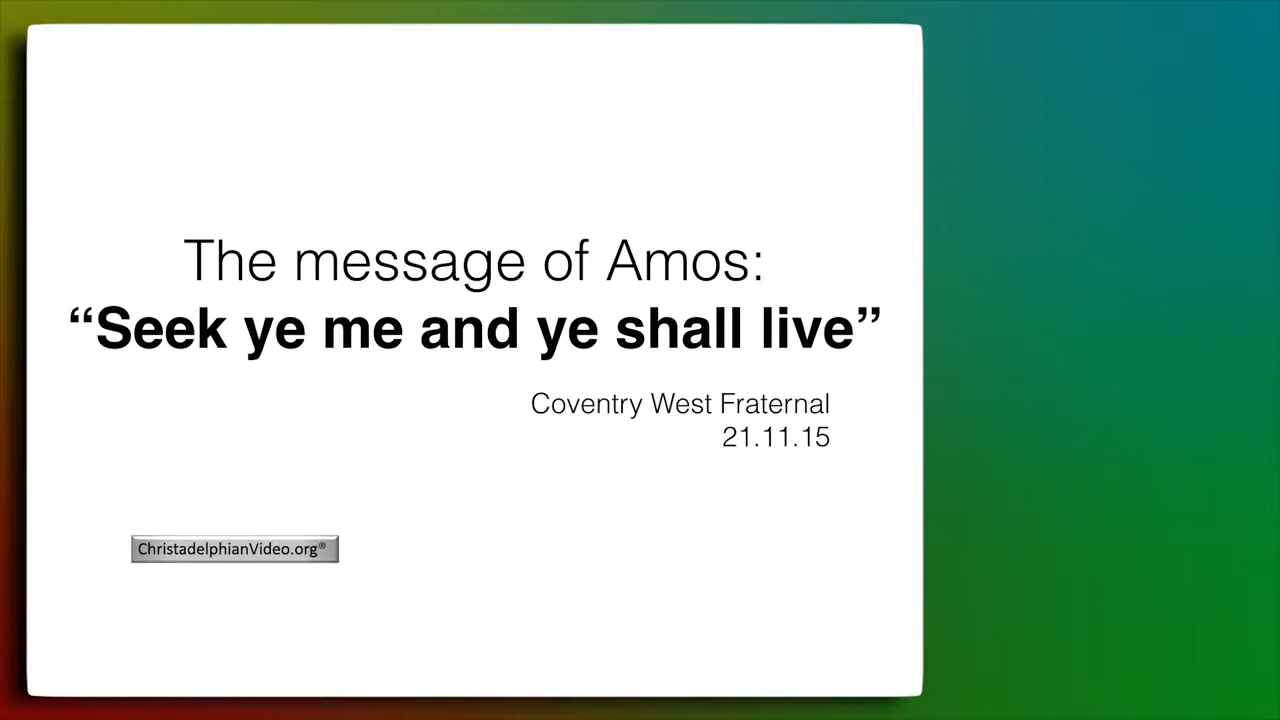 The message of Amos:
“Seek ye me and ye shall live”
Coventry West Fraternal
21.11.15
ChristadelphianVideo.org®